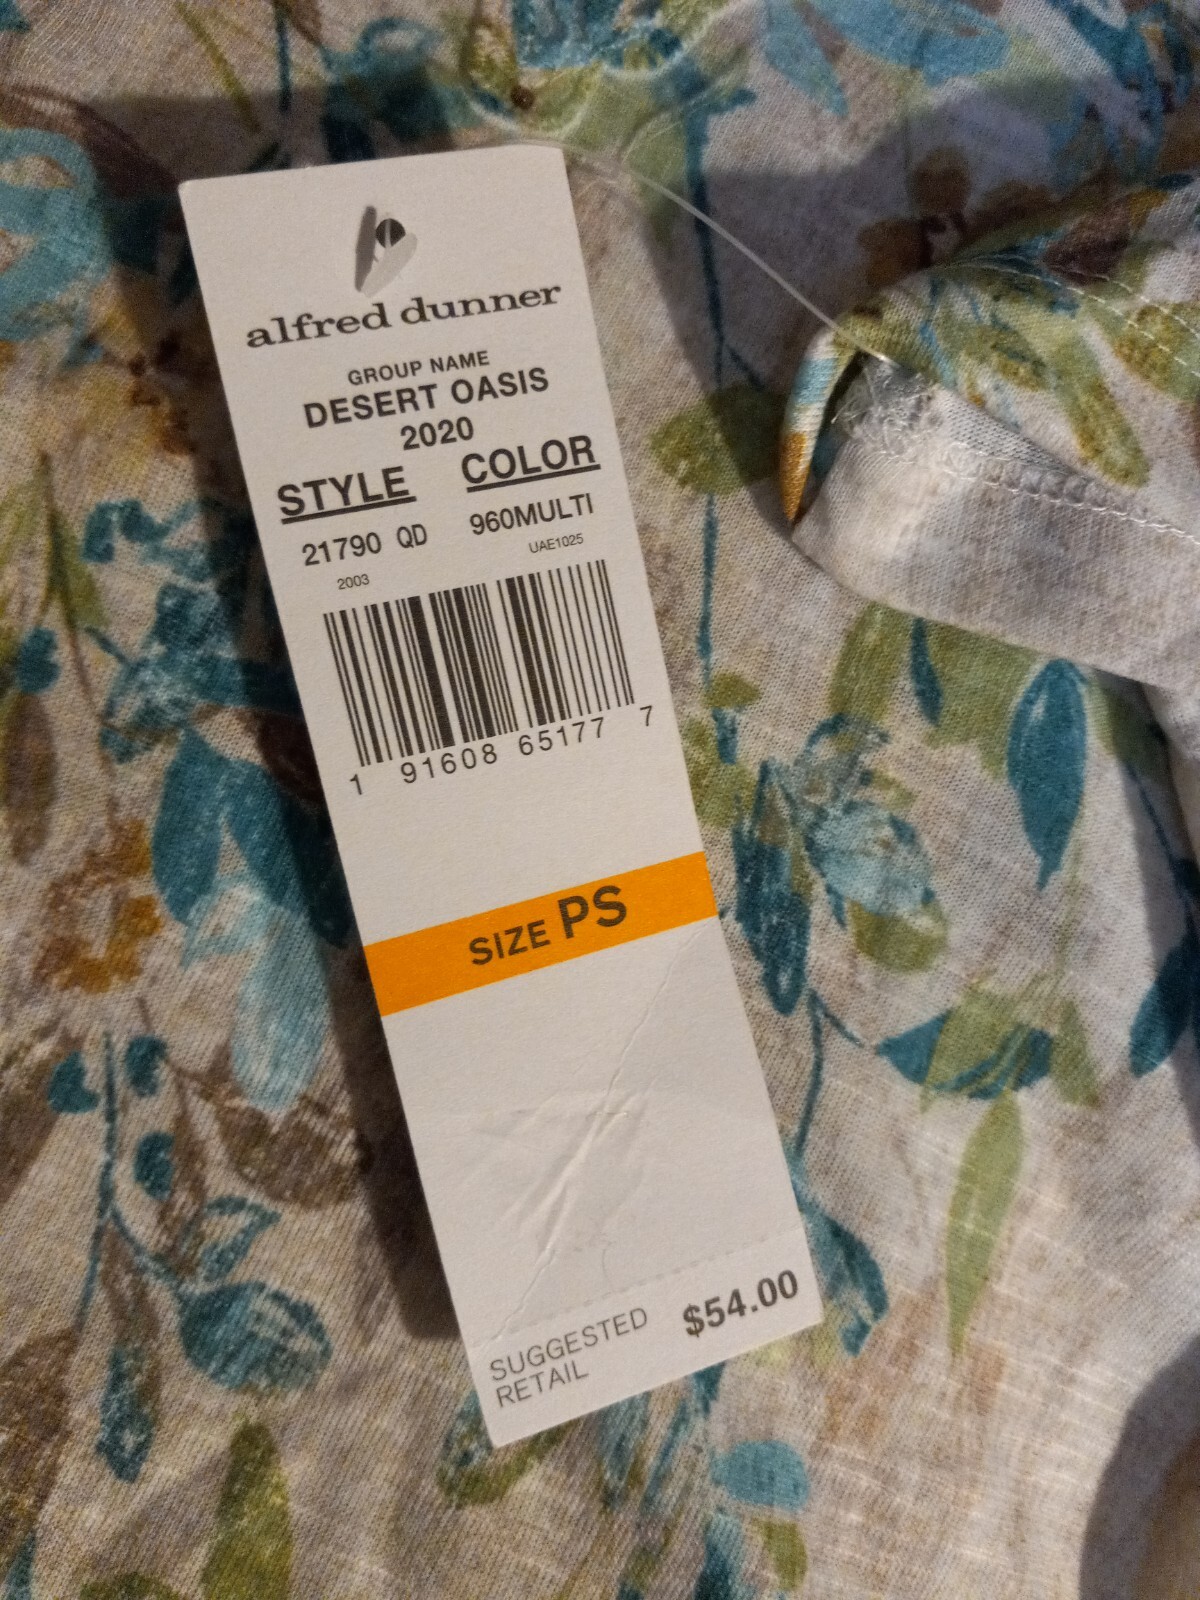 alfred dunner
GROUP NAME
DESERT OASIS
2020
STYLE COLOR
21790 QD 960MULTI
2003 UAE1025
1 91608 65177 7
SIZE PS
SUGGESTED $54.00
RETAIL